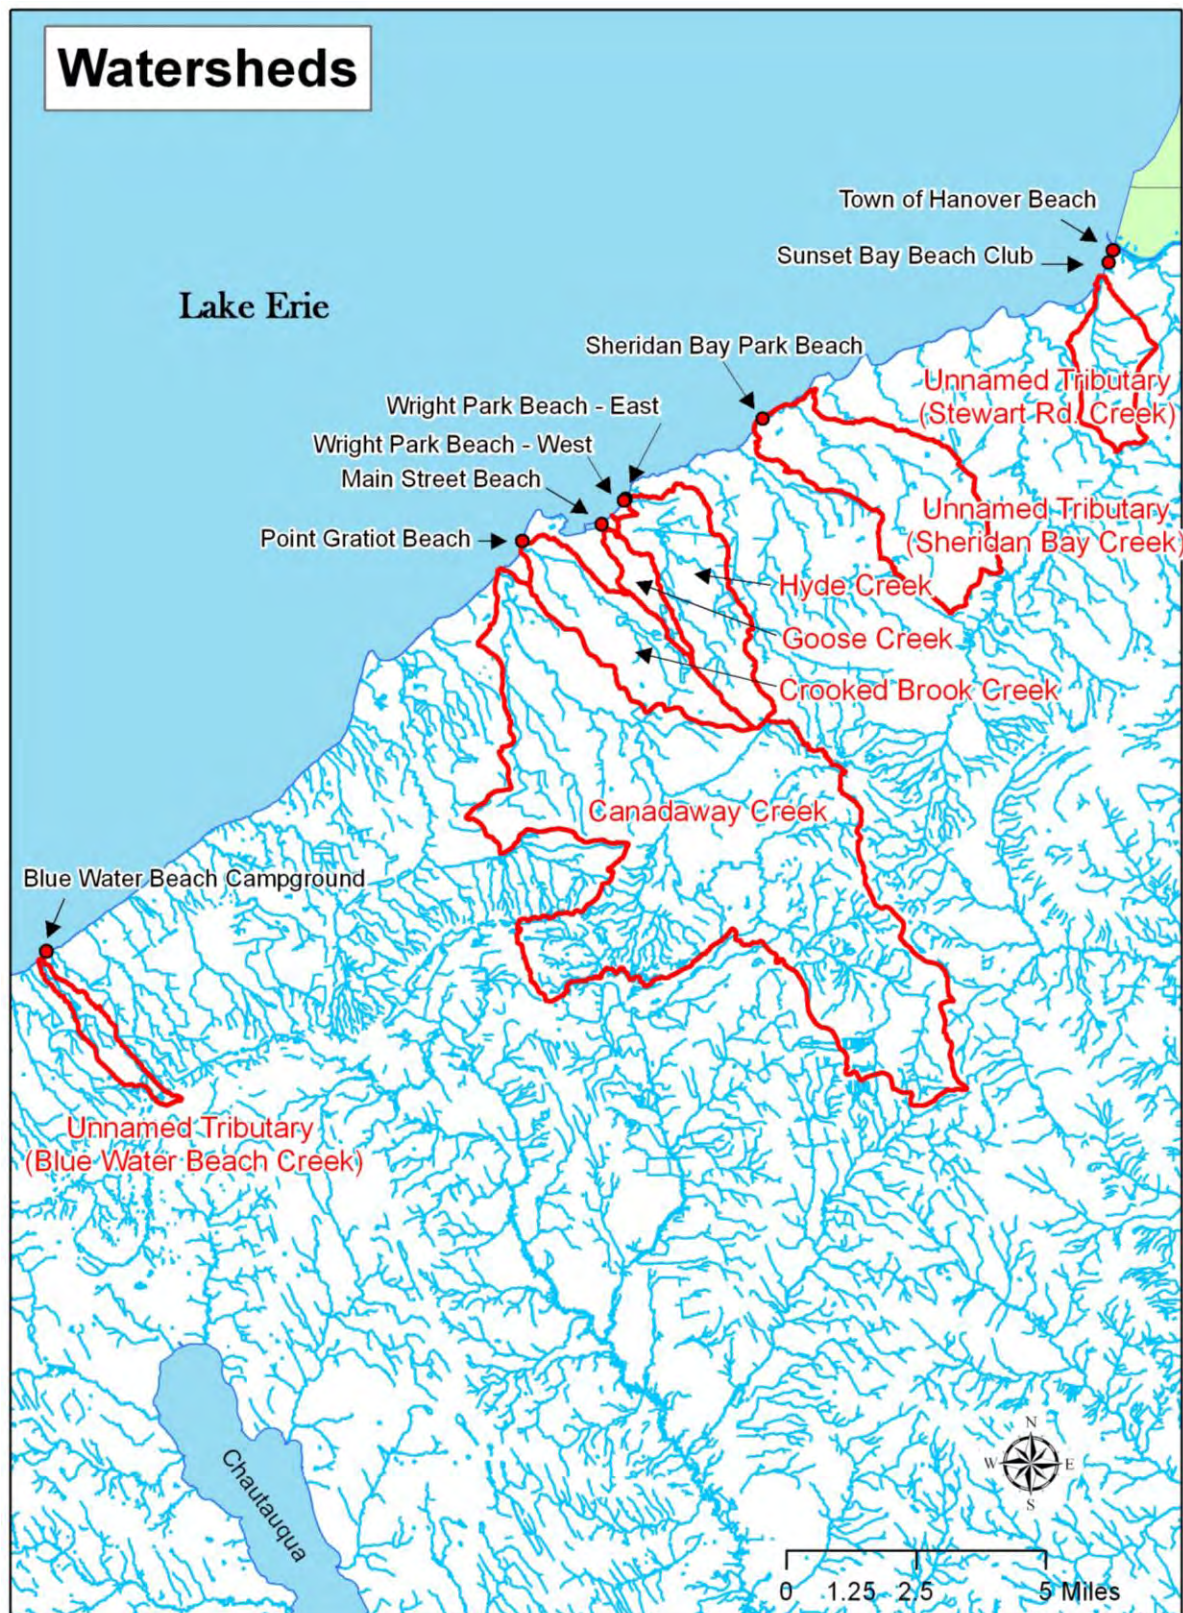 Watersheds
Town of Hanover Beach
Sunset Bay Beach Club
Lake Erie
Sheridan Bay Park Beach
Unnamed Tributary
(Stewart Rd. Creek)
Wright Park Beach - East
Wright Park Beach - West
Main Street Beach
Point Gratiot Beach
Unnamed Tributary
(Sheridan Bay Creek)
Hyde Creek
Goose Creek
Crooked Brook Creek
Canadaway Creek
Blue Water Beach Campground
Unnamed Tributary
(Blue Water Beach Creek)
Chautauqua
N
W E
S
0 1.25 2.5 5 Miles